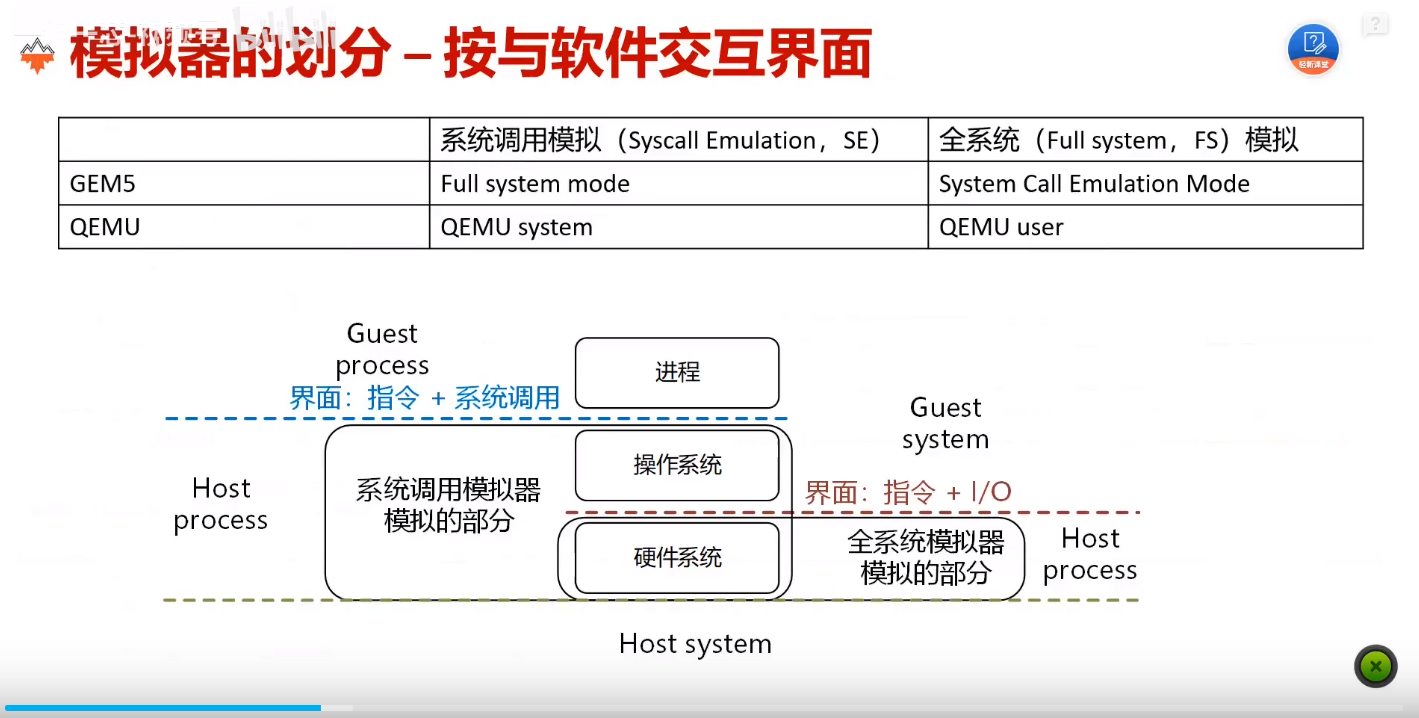 模拟器的划分 – 按与软件交互界面
轻新课堂
系统调用模拟（Syscall Emulation，SE） 全系统（Full system，FS）模拟
GEM5 Full system mode System Call Emulation Mode
QEMU QEMU system QEMU user
Guest
process
进程
界面：指令 + 系统调用
Guest
system
操作系统
Host
process
系统调用模拟器
模拟的部分
界面：指令 + I/O
硬件系统
全系统模拟器
模拟的部分
Host
process
Host system